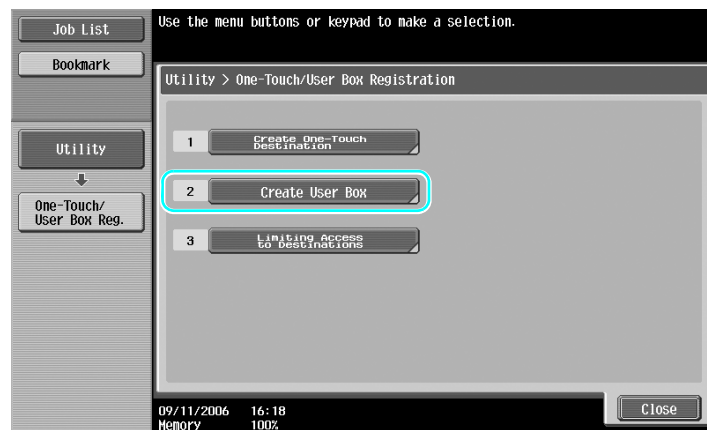 Job List
Bookmark
Utility
One-Touch/
User Box Reg.
Use the menu buttons or keypad to make a selection.
Utility > One-Touch/User Box Registration
1 Create One-Touch
Destination
2 Create User Box
3 Limiting Access
to Destinations
09/11/2006 16:18
Memory 100%
Close